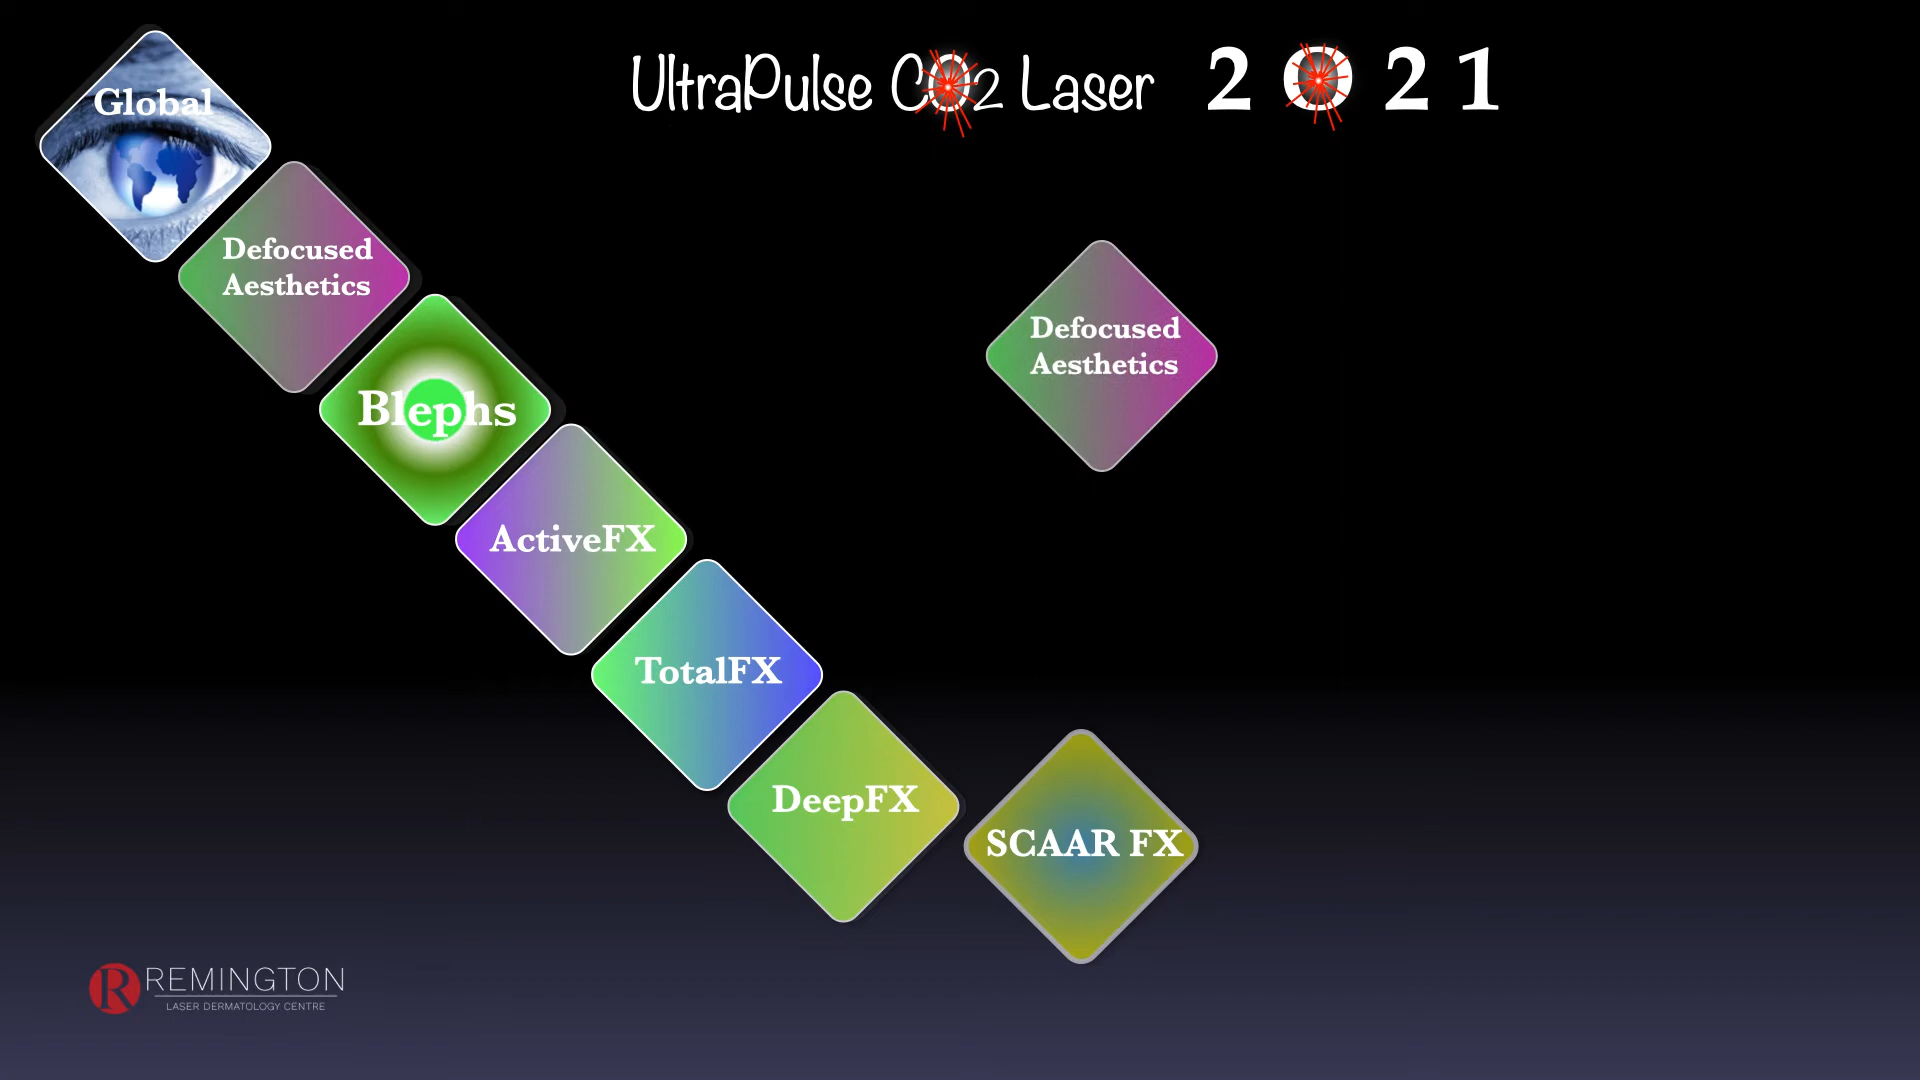 UltraPulse CO2 Laser 2021
Global
Defocused
Aesthetics
Defocused
Aesthetics
Blephs
ActiveFX
TotalFX
DeepFX
SCAAR FX
R REMINGTON
LASER DERMATOLOGY CENTRE